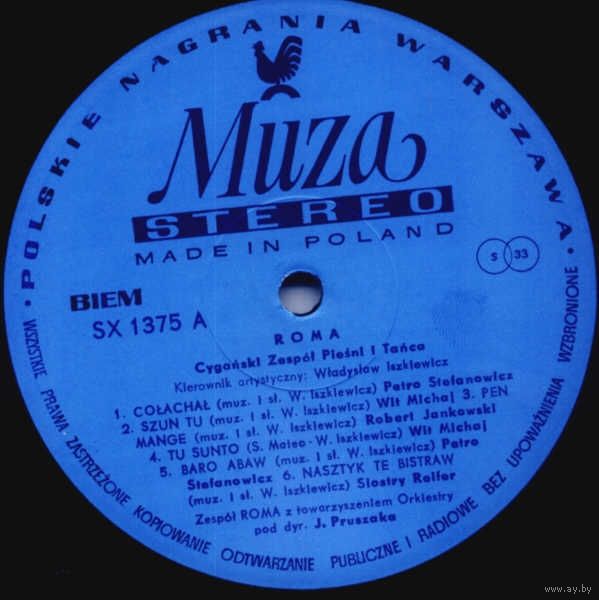 • POLSKIE NAGRANIA WARSZAWA •
Muza
STEREO
MADE IN POLAND
S 33
BIEM
SX 1375 A
ROMA
Cygański Zespół Pieśni i Tańca
Kierownik artystyczny: Władysław Iszkiewicz
1. COŁACHAŁ (muz. i sł. W. Iszkiewicz) Petro Stefanowicz
2. SZUN TU (muz. i sł. W. Iszkiewicz) Wit Michaj 3. PEN
MANGE (muz. i sł. W. Iszkiewicz) Robert Jankowski
4. TU SUNTO (S. Mateo - W. Iszkiewicz) Wit Michaj
5. BARO ABAW (muz. i sł. W. Iszkiewicz) Petro
Stefanowicz 6. NASZTYK TE BISTRAW
(muz. i sł. W. Iszkiewicz) Siostry Reifer
Zespół ROMA z towarzyszeniem Orkiestry
pod dyr. J. Pruszaka
WSZYSTKIE PRAWA ZASTRZEŻONE KOPIOWANIE ODTWARZANIE PUBLICZNE I RADIOWE BEZ UPOWAŻNIENIA WZBRONIONE •
www.ay.by